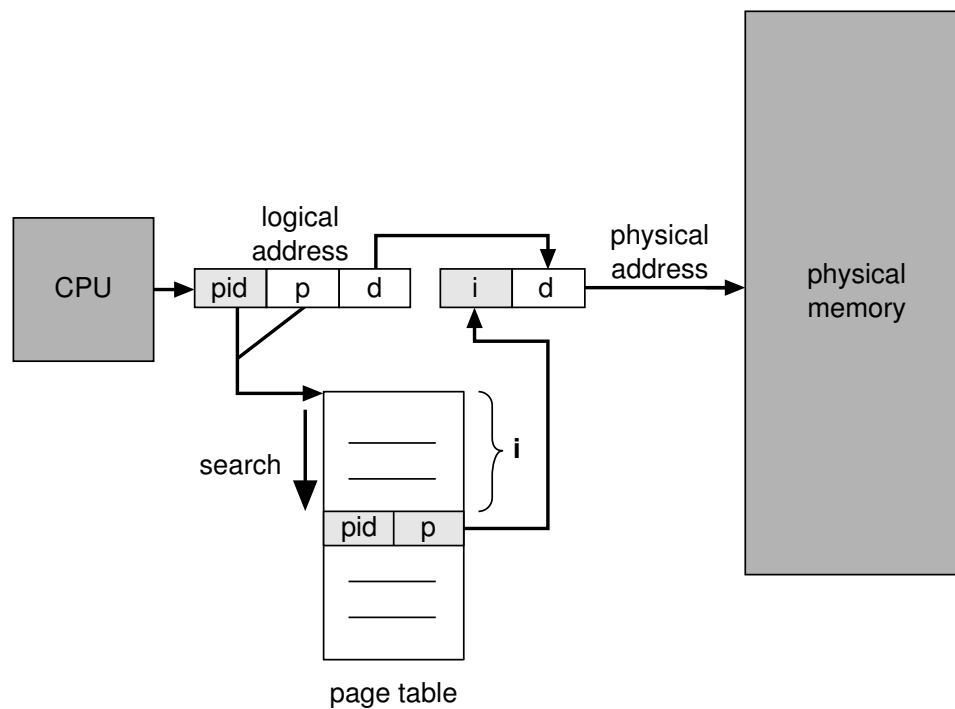 logical
address
physical
address
CPU
pid p d
i d
physical
memory
search
i
pid p
page table